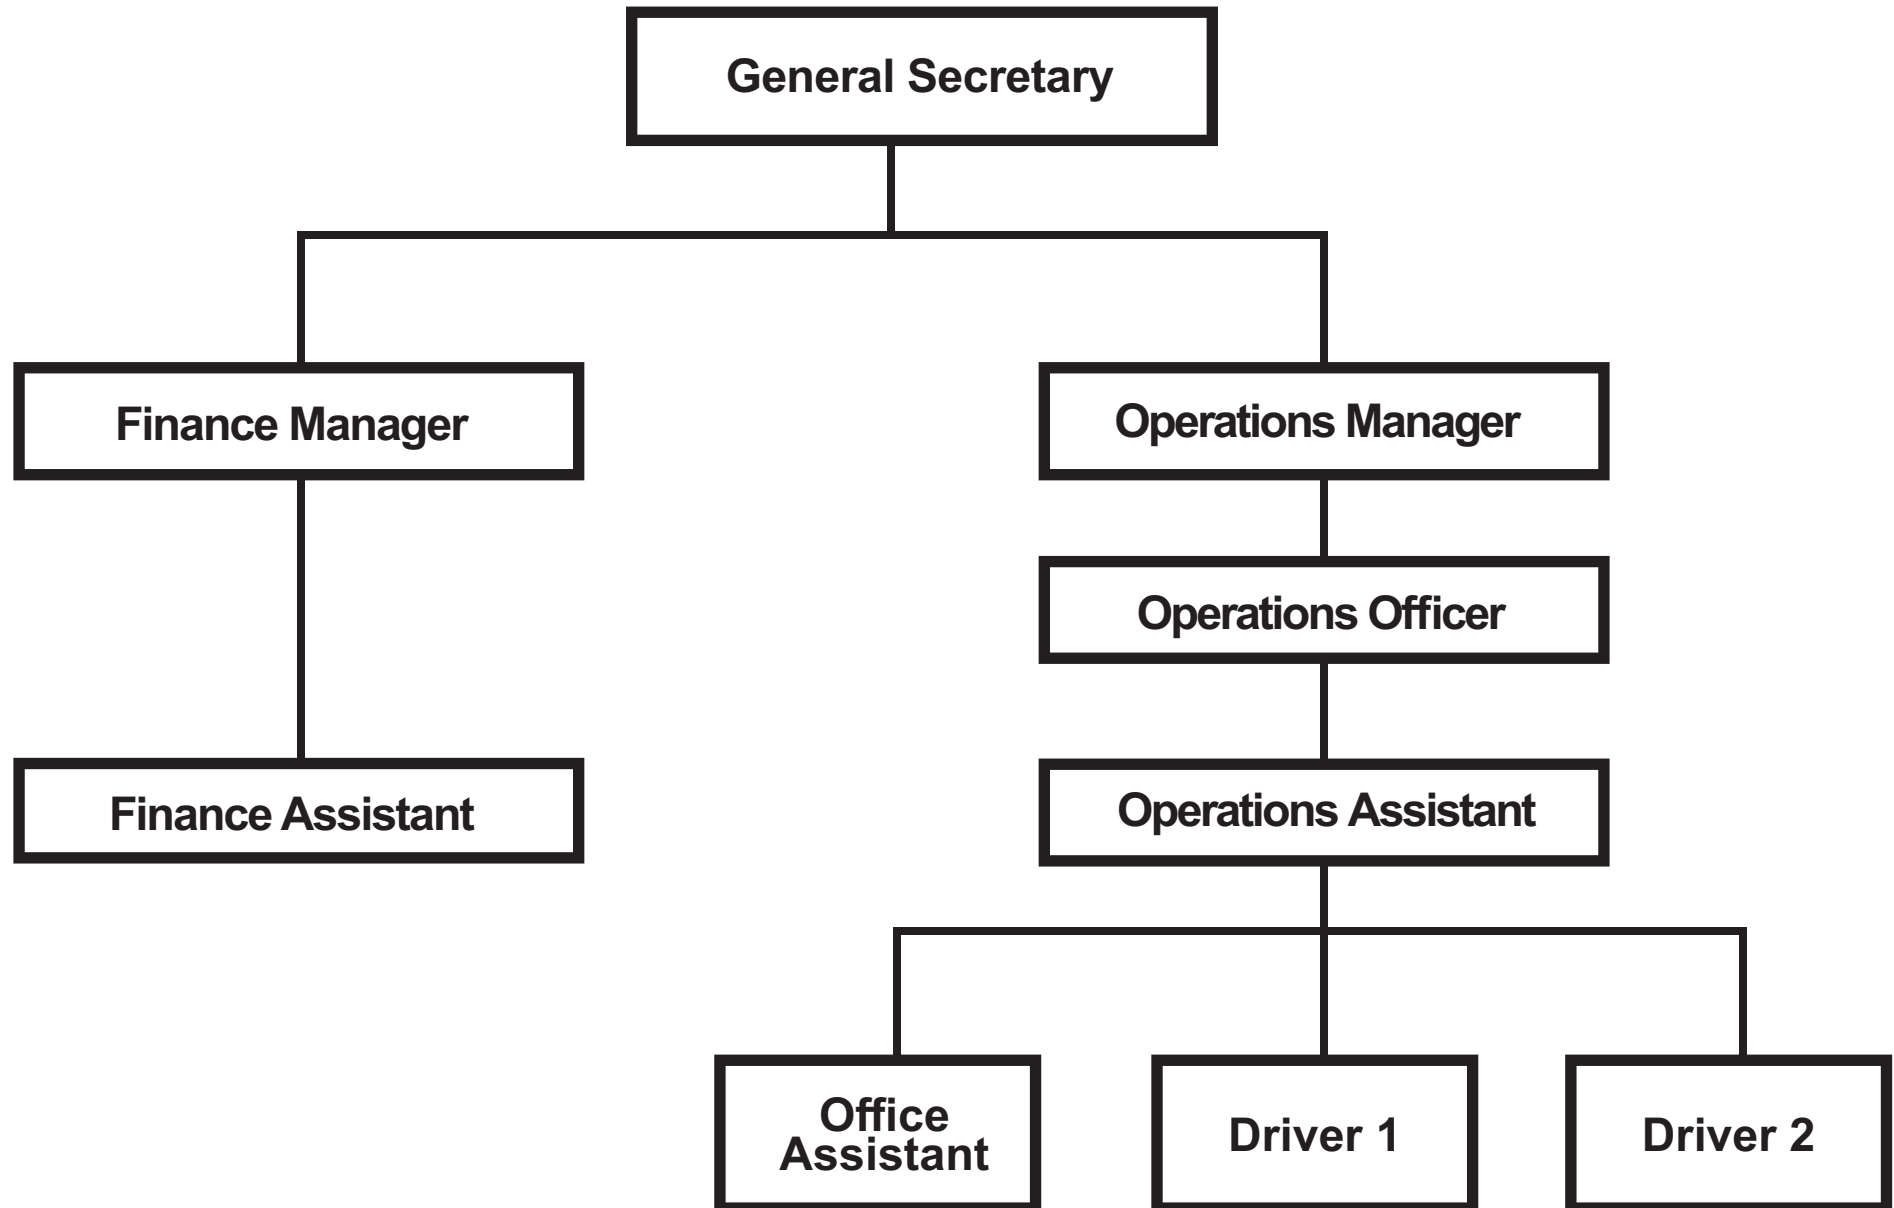 General Secretary
Finance Manager
Operations Manager
Operations Officer
Finance Assistant
Operations Assistant
Office
Assistant
Driver 1
Driver 2